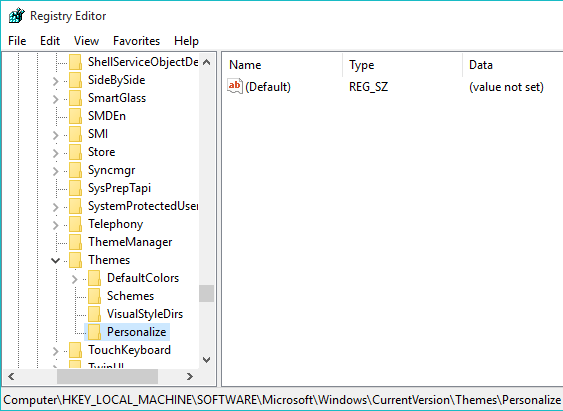 Registry Editor
File Edit View Favorites Help
ShellServiceObjectDe
SideBySide
SmartGlass
SMDEn
SMI
Store
Syncmgr
SysPrepTapi
SystemProtectedUser
Telephony
ThemeManager
Themes
DefaultColors
Schemes
VisualStyleDirs
Personalize
TouchKeyboard
TwinUI
Name Type Data
ab (Default) REG_SZ (value not set)
Computer\HKEY_LOCAL_MACHINE\SOFTWARE\Microsoft\Windows\CurrentVersion\Themes\Personalize